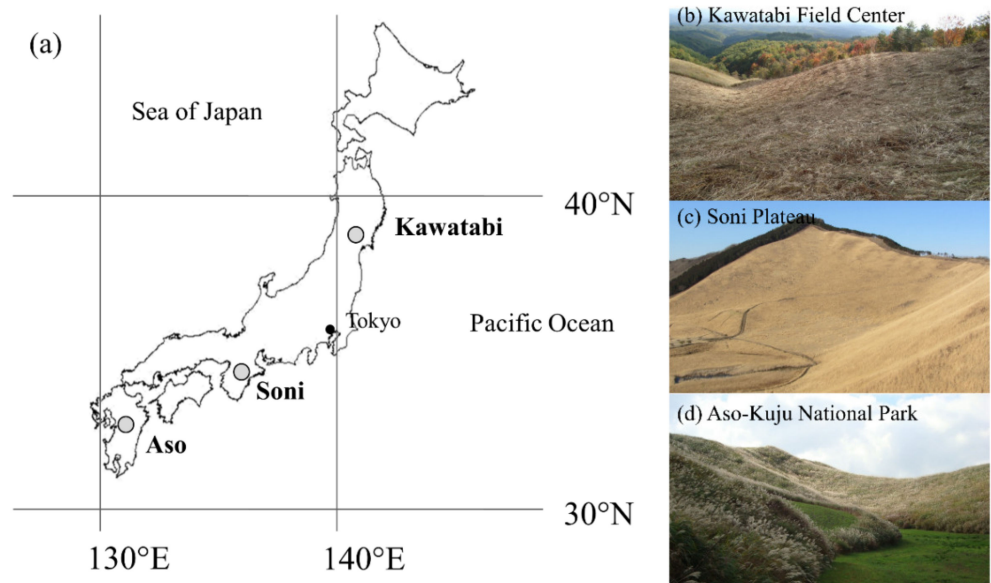 (a)
Sea of Japan
40°N
Kawatabi
Tokyo
Pacific Ocean
Soni
Aso
30°N
130°E
140°E
(b) Kawatabi Field Center
(c) Soni Plateau
(d) Aso-Kuju National Park